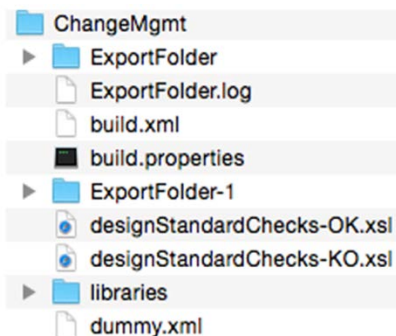 ChangeMgmt
ExportFolder
ExportFolder.log
build.xml
build.properties
ExportFolder-1
designStandardChecks-OK.xsl
designStandardChecks-KO.xsl
libraries
dummy.xml